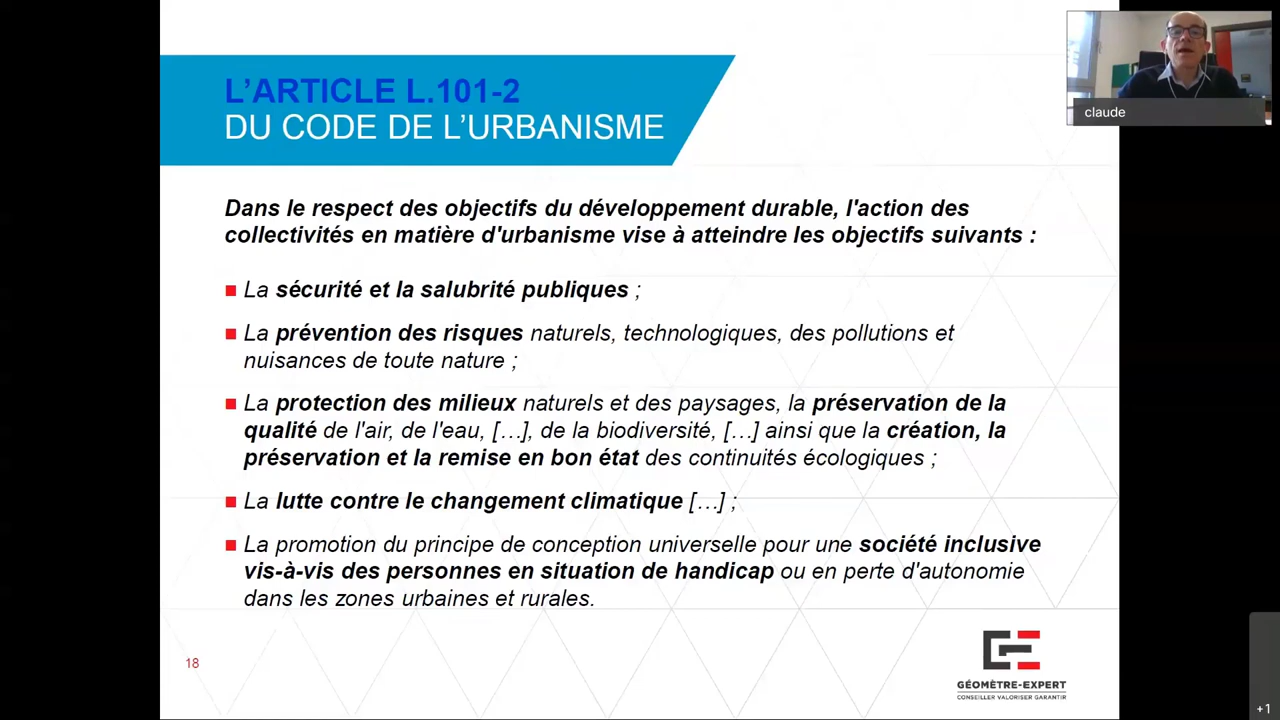 L'ARTICLE L.101-2
DU CODE DE L'URBANISME
claude
Dans le respect des objectifs du développement durable, l'action des
collectivités en matière d'urbanisme vise à atteindre les objectifs suivants :
■ La sécurité et la salubrité publiques ;
■ La prévention des risques naturels, technologiques, des pollutions et
nuisances de toute nature ;
■ La protection des milieux naturels et des paysages, la préservation de la
qualité de l'air, de l'eau, […], de la biodiversité, […] ainsi que la création, la
préservation et la remise en bon état des continuités écologiques ;
■ La lutte contre le changement climatique […] ;
■ La promotion du principe de conception universelle pour une société inclusive
vis-à-vis des personnes en situation de handicap ou en perte d'autonomie
dans les zones urbaines et rurales.
18
GÉOMÈTRE-EXPERT
CONSEILLER VALORISER GARANTIR
+1